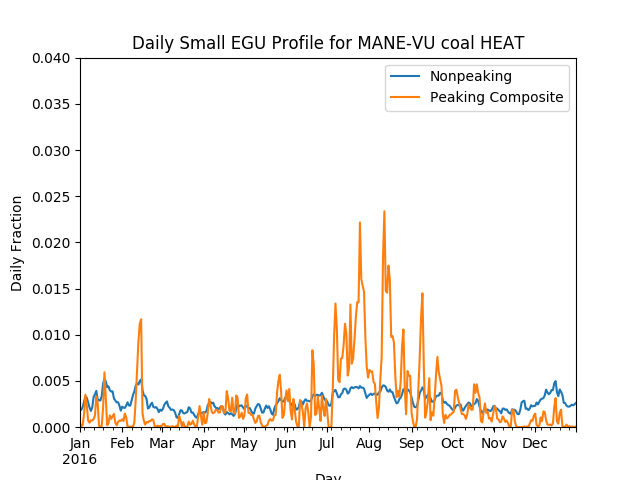 Daily Small EGU Profile for MANE-VU coal HEAT
Nonpeaking
Peaking Composite
Daily Fraction
0.040
0.035
0.030
0.025
0.020
0.015
0.010
0.005
0.000
Jan Feb Mar Apr May Jun Jul Aug Sep Oct Nov Dec
2016
Day